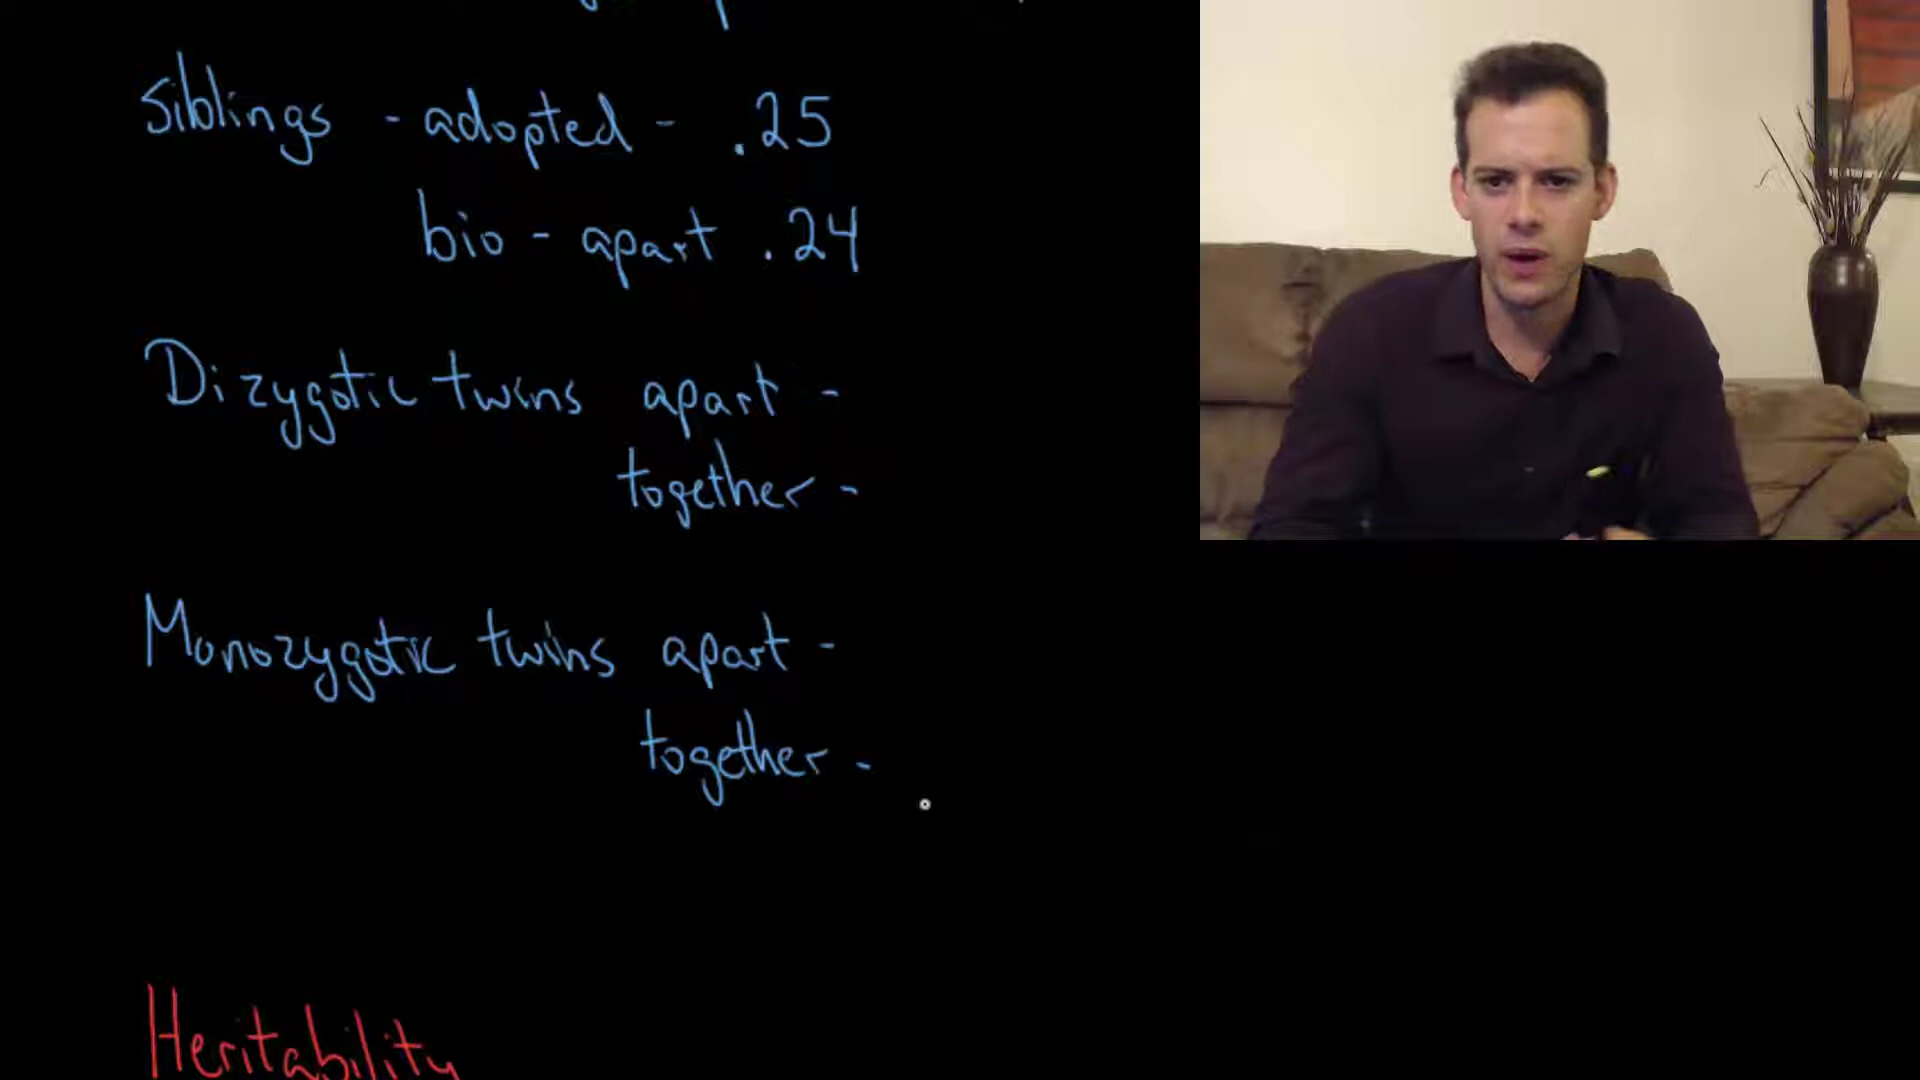 Siblings - adopted - .25
bio - apart .24
Dizygotic twins apart -
together -
Monozygotic twins apart -
together -
Heritability